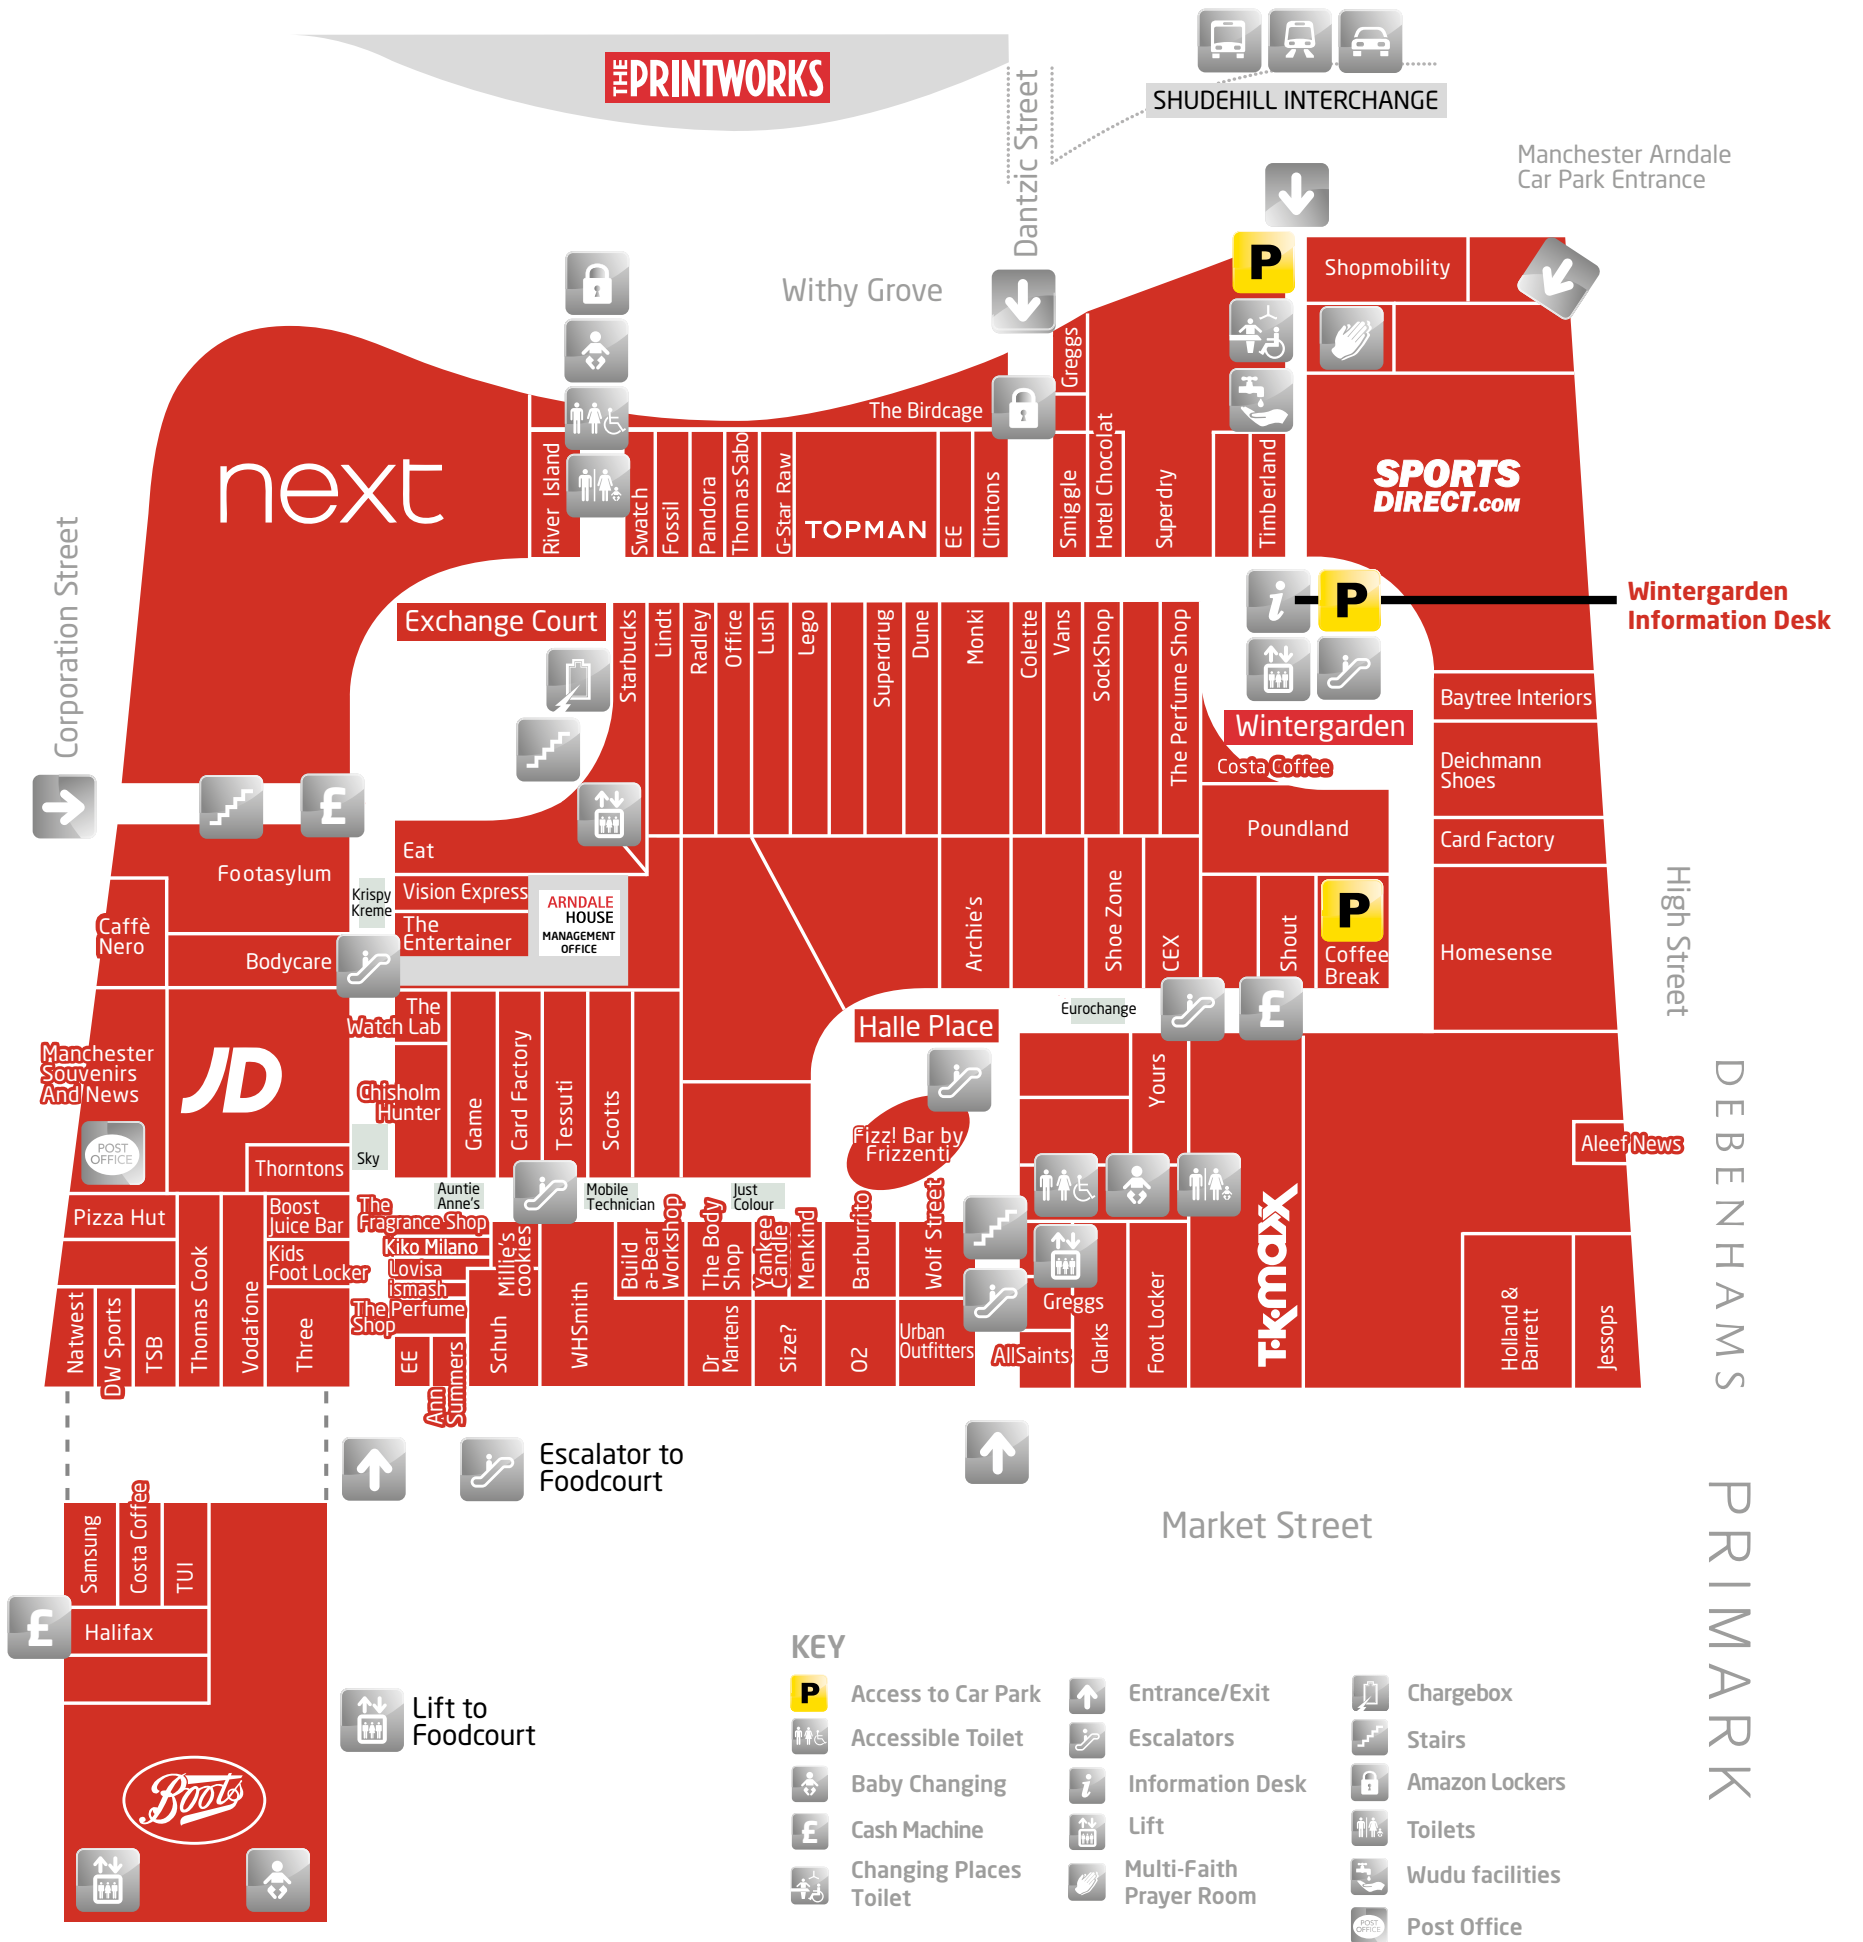 THE PRINTWORKS
SHUDEHILL INTERCHANGE
Manchester Arndale
Car Park Entrance
Dantzic Street
Withy Grove
P
Shopmobility
Greggs
The Birdcage
next
River Island
Swatch
Fossil
Pandora
Thomas Sabo
G-Star Raw
TOPMAN
EE
Clintons
Smiggle
Hotel Chocolat
Superdry
Timberland
SPORTS
DIRECT.COM
Corporation Street
i
P
Wintergarden
Information Desk
Exchange Court
Starbucks
Lindt
Radley
Office
Lush
Lego
Superdrug
Dune
Monki
Colette
Vans
SockShop
The Perfume Shop
Wintergarden
Costa Coffee
Baytree Interiors
Deichmann
Shoes
Poundland
Card Factory
£
Eat
Footasylum
Krispy
Kreme
Vision Express
The
Entertainer
ARNDALE
HOUSE
MANAGEMENT
OFFICE
Caffè
Nero
Bodycare
Archie's
Shoe Zone
CEX
Shout
P
Coffee
Break
Homesense
High Street
The
Watch Lab
Halle Place
Eurochange
£
Manchester
Souvenirs
And News
JD
Chisholm
Hunter
Game
Card Factory
Tessuti
Scotts
Yours
Fizz! Bar by
Frizzenti
POST
OFFICE
Thorntons
Sky
Aleef News
DEBENHAMS
Auntie
Anne's
Mobile
Technician
Just
Colour
Pizza Hut
Boost
Juice Bar
Kids
Foot Locker
The
Fragrance Shop
Kiko Milano
Lovisa
ismash
The Perfume
Shop
Millie's
cookies
Build
a-Bear
Workshop
The Body
Shop
Yankee
Candle
Menkind
Barburrito
Wolf Street
T·K·maxx
Natwest
DW Sports
TSB
Thomas Cook
Vodafone
Three
EE
Ann
Summers
Schuh
WHSmith
Dr
Martens
Size?
O2
Urban
Outfitters
Greggs
AllSaints
Clarks
Foot Locker
Holland &
Barrett
Jessops
Escalator to
Foodcourt
Market Street
PRIMARK
Samsung
Costa Coffee
TUI
£
Halifax
Lift to
Foodcourt
Boots
KEY
P
Access to Car Park
Accessible Toilet
Baby Changing
£
Cash Machine
Changing Places
Toilet
Entrance/Exit
Escalators
i
Information Desk
Lift
Multi-Faith
Prayer Room
Chargebox
Stairs
Amazon Lockers
Toilets
Wudu facilities
POST
OFFICE
Post Office